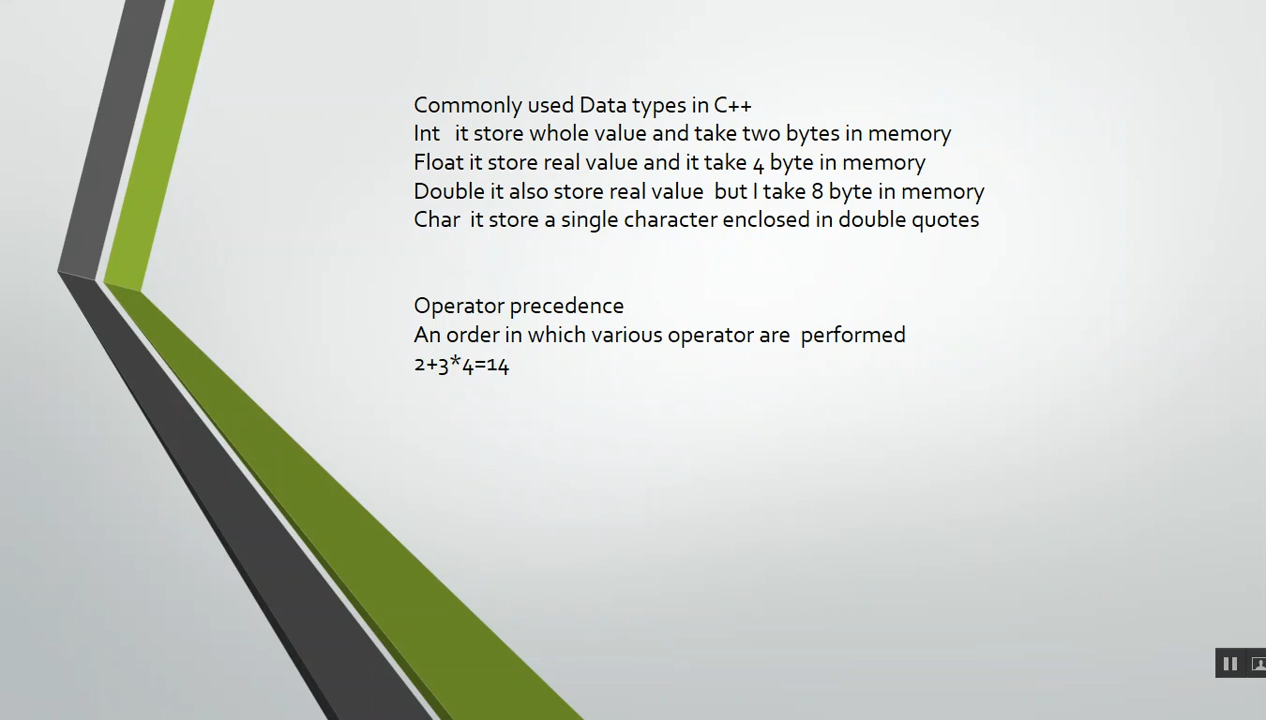 Commonly used Data types in C++
Int it store whole value and take two bytes in memory
Float it store real value and it take 4 byte in memory
Double it also store real value but I take 8 byte in memory
Char it store a single character enclosed in double quotes
Operator precedence
An order in which various operator are performed
2+3*4=14